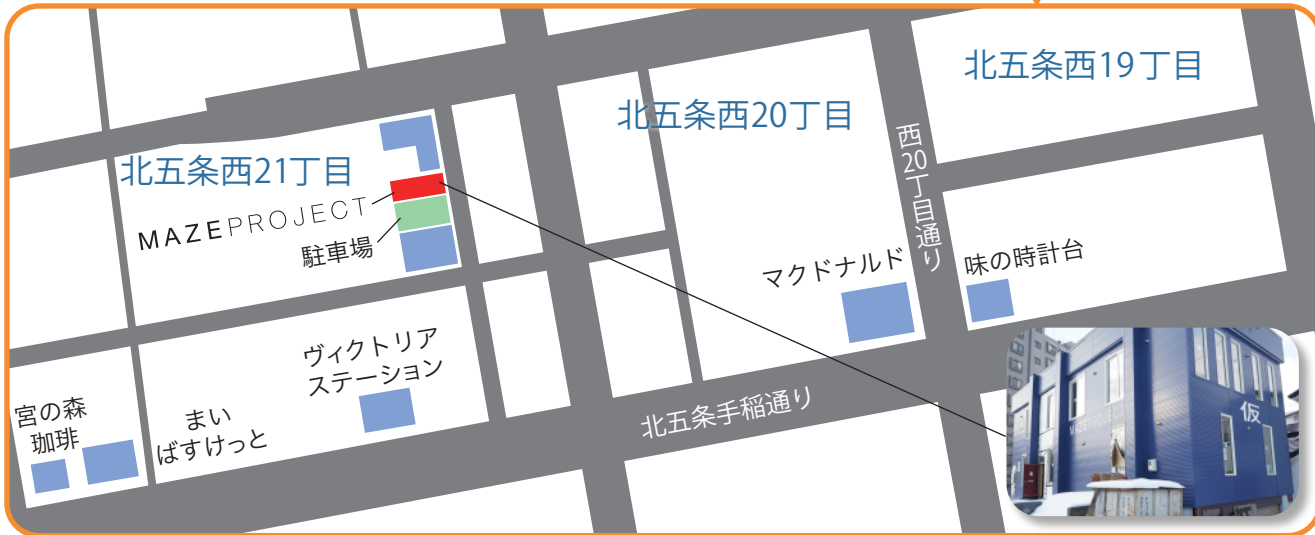 北五条西19丁目
北五条西20丁目
西20丁目通り
北五条西21丁目
MAZEPROJECT
駐車場
マクドナルド
味の時計台
ヴィクトリア
ステーション
北五条手稲通り
宮の森
珈琲
まい
ばすけっと
仮
MAZEPROJECT